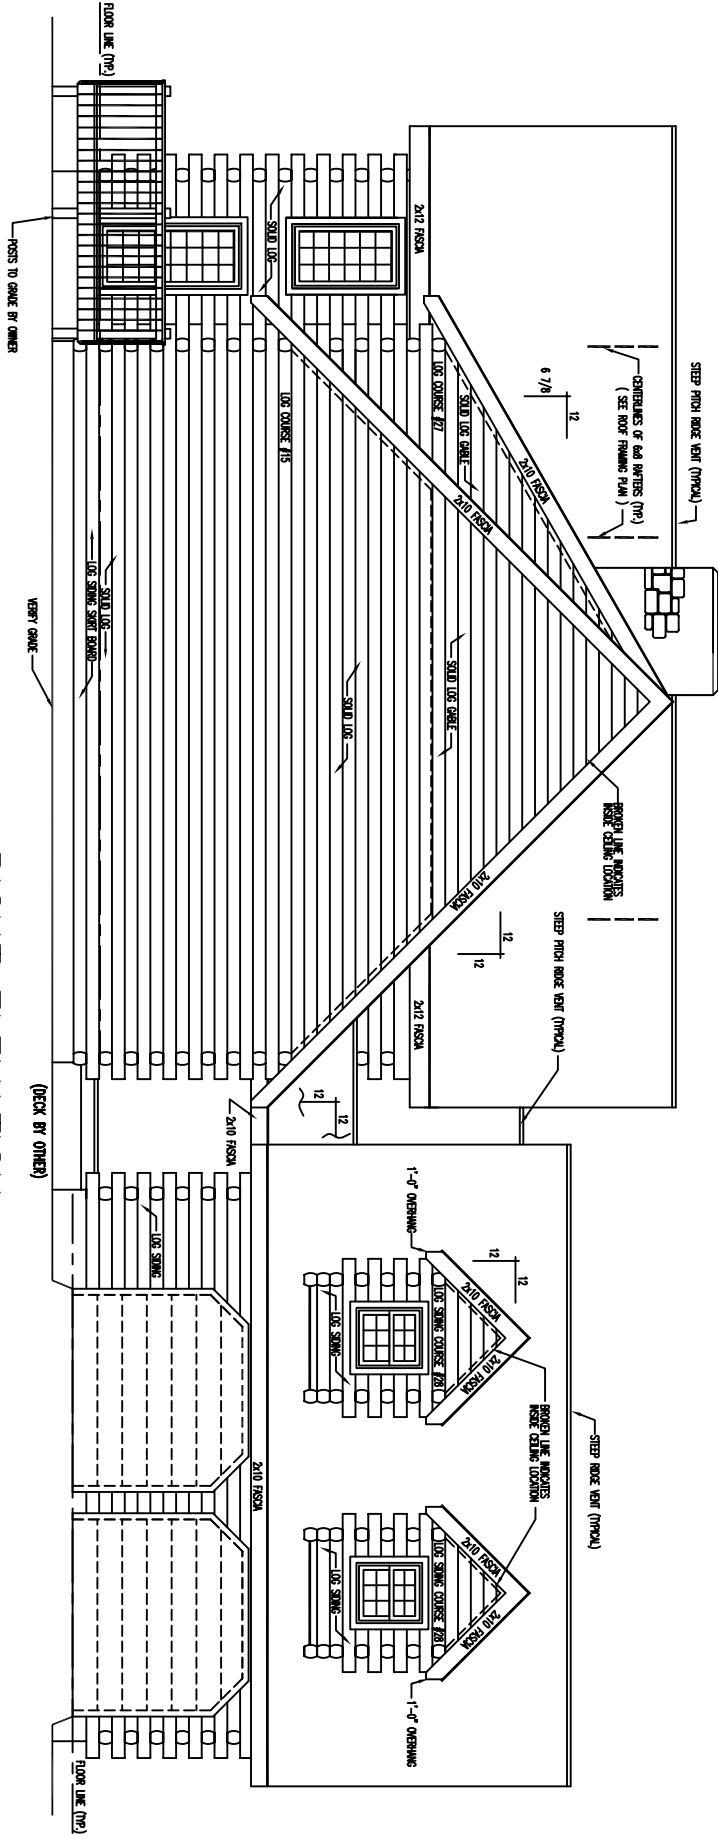 STEEP PITCH RIDGE VENT (TYPICAL)
CENTERLINES OF 6x8 RAFTERS (TYP.)
( SEE ROOF FRAMING PLAN )
12
6 7/8
2x10 FASCIA
2x12 FASCIA
SOLID LOG GABLE
LOG COURSE #27
2x10 FASCIA
SOLID LOG
LOG COURSE #15
FLOOR LINE (TYP.)
POSTS TO GRADE BY OWNER
SOLID LOG
LOG SIDING SKIRT BOARD
VERIFY GRADE
SOLID LOG GABLE
SOLID LOG
BROKEN LINE INDICATES
INSIDE CEILING LOCATION
2x10 FASCIA
12
12
STEEP PITCH RIDGE VENT (TYPICAL)
2x12 FASCIA
12
12
2x10 FASCIA
(DECK BY OTHER)
LOG SIDING
1'-0" OVERHANG
12
12
2x10 FASCIA
2x10 FASCIA
LOG SIDING COURSE #28
LOG SIDING
BROKEN LINE INDICATES
INSIDE CEILING LOCATION
STEEP RIDGE VENT (TYPICAL)
2x10 FASCIA
2x10 FASCIA
2x10 FASCIA
LOG SIDING COURSE #28
LOG SIDING
1'-0" OVERHANG
FLOOR LINE (TYP.)